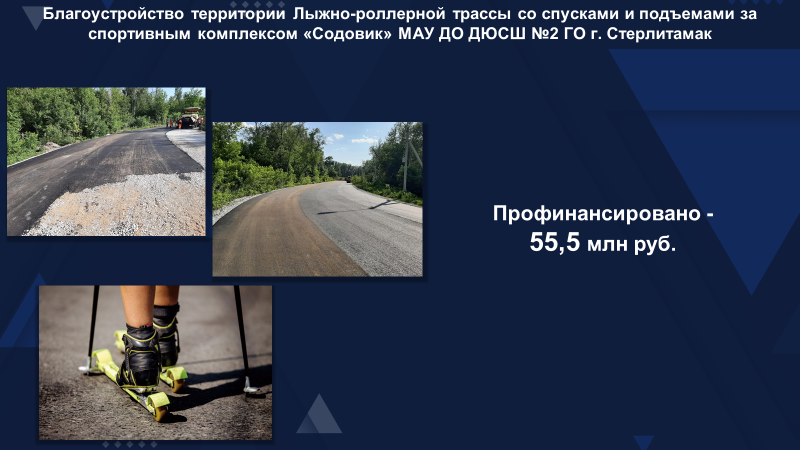 Благоустройство территории Лыжно-роллерной трассы со спусками и подъемами за
спортивным комплексом «Содовик» МАУ ДО ДЮСШ №2 ГО г. Стерлитамак
Профинансировано -
55,5 млн руб.